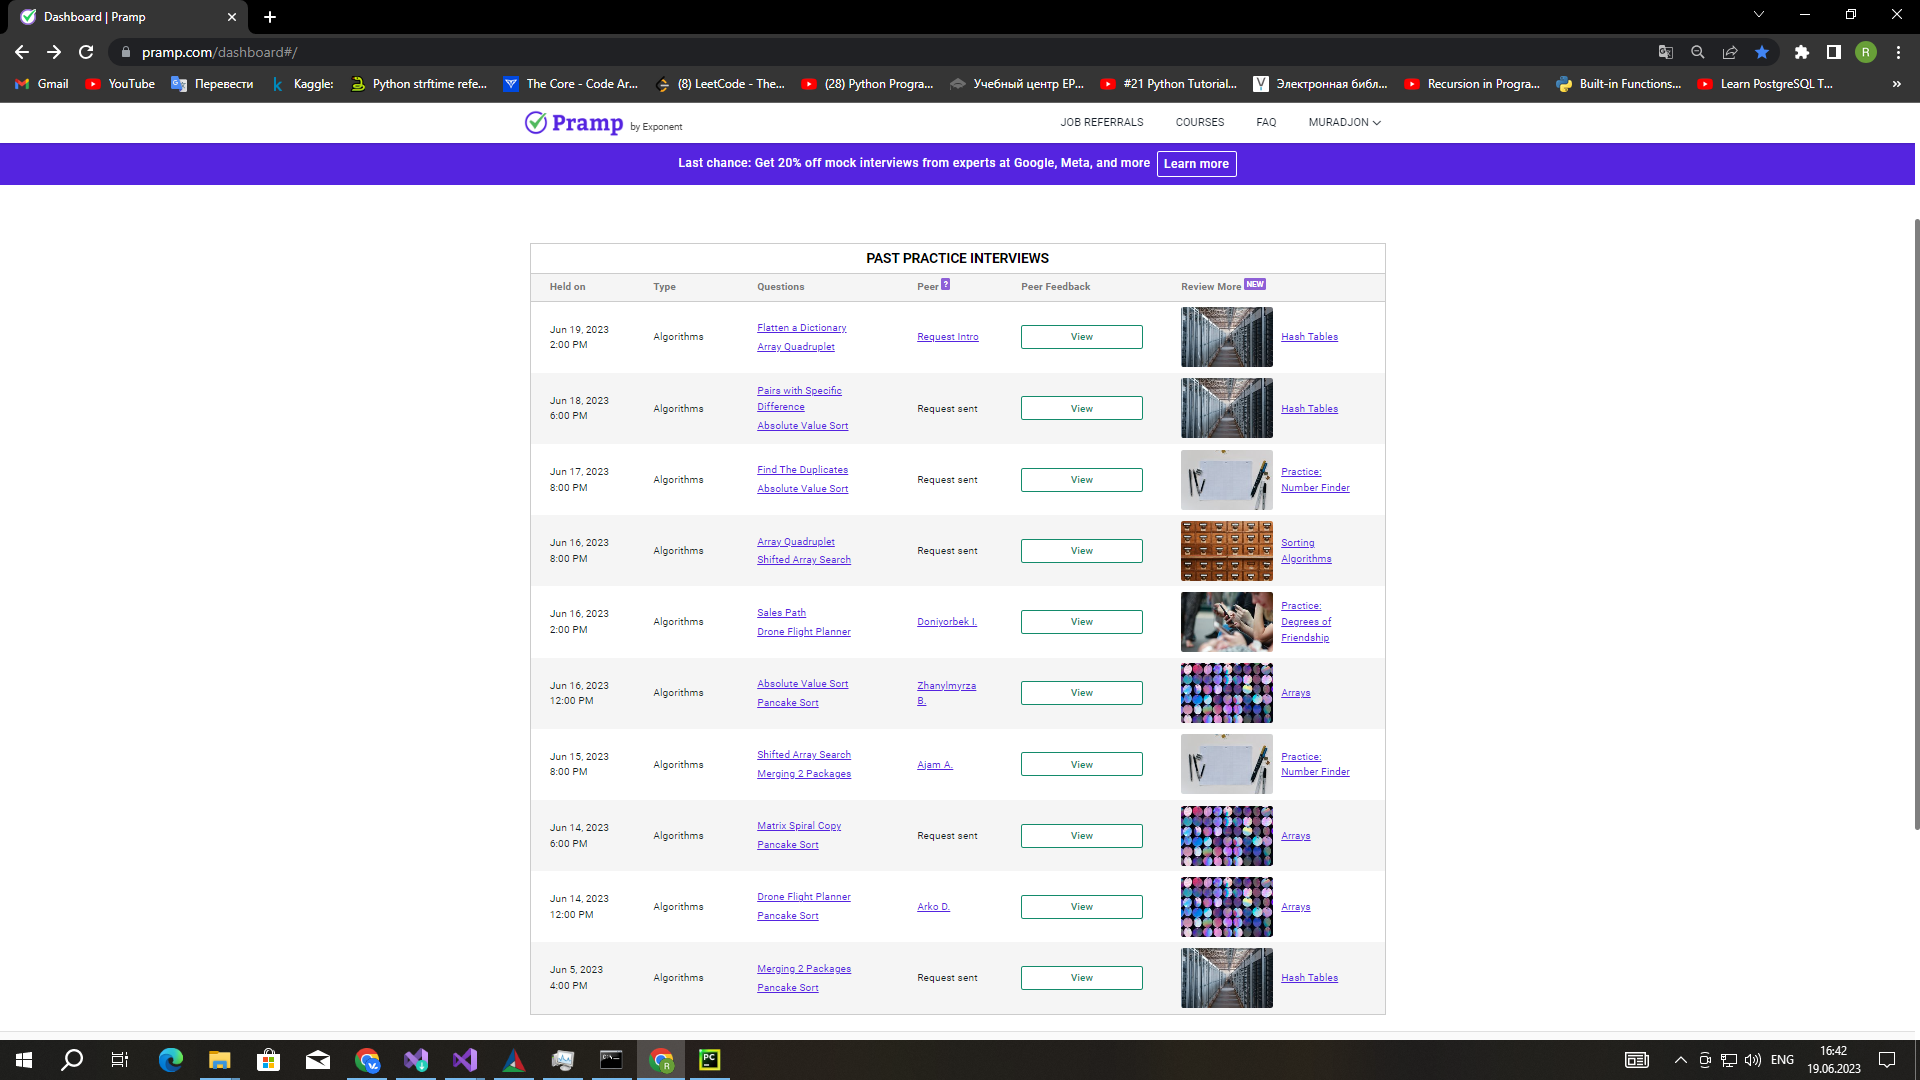 Dashboard | Pramp
pramp.com/dashboard#/
R
Gmail
YouTube
Перевести
Kaggle:
Python strftime refe...
The Core - Code Ar...
(8) LeetCode - The...
(28) Python Progra...
Учебный центр EP...
#21 Python Tutorial...
Электронная библ...
Recursion in Progra...
Built-in Functions...
Learn PostgreSQL T...
Pramp by Exponent
JOB REFERRALS
COURSES
FAQ
MURADJON
Last chance: Get 20% off mock interviews from experts at Google, Meta, and more
Learn more
PAST PRACTICE INTERVIEWS
Held on
Type
Questions
Peer ?
Peer Feedback
Review More NEW
Jun 19, 2023
2:00 PM
Algorithms
Flatten a Dictionary
Array Quadruplet
Request Intro
View
Hash Tables
Jun 18, 2023
6:00 PM
Algorithms
Pairs with Specific
Difference
Absolute Value Sort
Request sent
View
Hash Tables
Jun 17, 2023
8:00 PM
Algorithms
Find The Duplicates
Absolute Value Sort
Request sent
View
Practice:
Number Finder
Jun 16, 2023
8:00 PM
Algorithms
Array Quadruplet
Shifted Array Search
Request sent
View
Sorting
Algorithms
Jun 16, 2023
2:00 PM
Algorithms
Sales Path
Drone Flight Planner
Doniyorbek I.
View
Practice:
Degrees of
Friendship
Jun 16, 2023
12:00 PM
Algorithms
Absolute Value Sort
Pancake Sort
Zhanylmyrza
B.
View
Arrays
Jun 15, 2023
8:00 PM
Algorithms
Shifted Array Search
Merging 2 Packages
Ajam A.
View
Practice:
Number Finder
Jun 14, 2023
6:00 PM
Algorithms
Matrix Spiral Copy
Pancake Sort
Request sent
View
Arrays
Jun 14, 2023
12:00 PM
Algorithms
Drone Flight Planner
Pancake Sort
Arko D.
View
Arrays
Jun 5, 2023
4:00 PM
Algorithms
Merging 2 Packages
Pancake Sort
Request sent
View
Hash Tables
ENG
16:42
19.06.2023